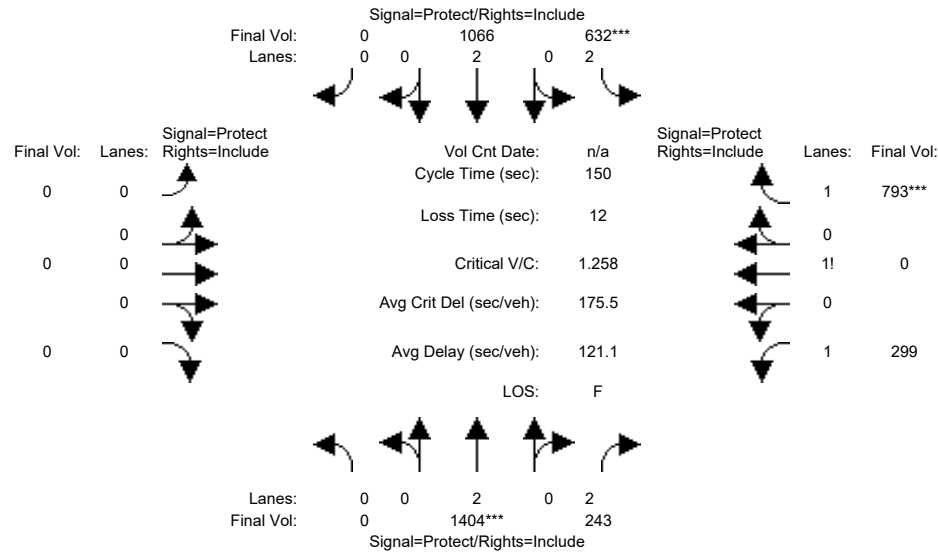 Signal=Protect/Rights=Include
Final Vol: 0 1066 632***
Lanes: 0 0 2 0 2
Signal=Protect
Final Vol: Lanes: Rights=Include
Vol Cnt Date: n/a
Signal=Protect
Rights=Include Lanes: Final Vol:
Cycle Time (sec): 150
0 0
1 793***
Loss Time (sec): 12
0
0
0 0
Critical V/C: 1.258
1! 0
0
Avg Crit Del (sec/veh): 175.5
0
0 0
Avg Delay (sec/veh): 121.1
1 299
LOS: F
Lanes: 0 0 2 0 2
Final Vol: 0 1404*** 243
Signal=Protect/Rights=Include